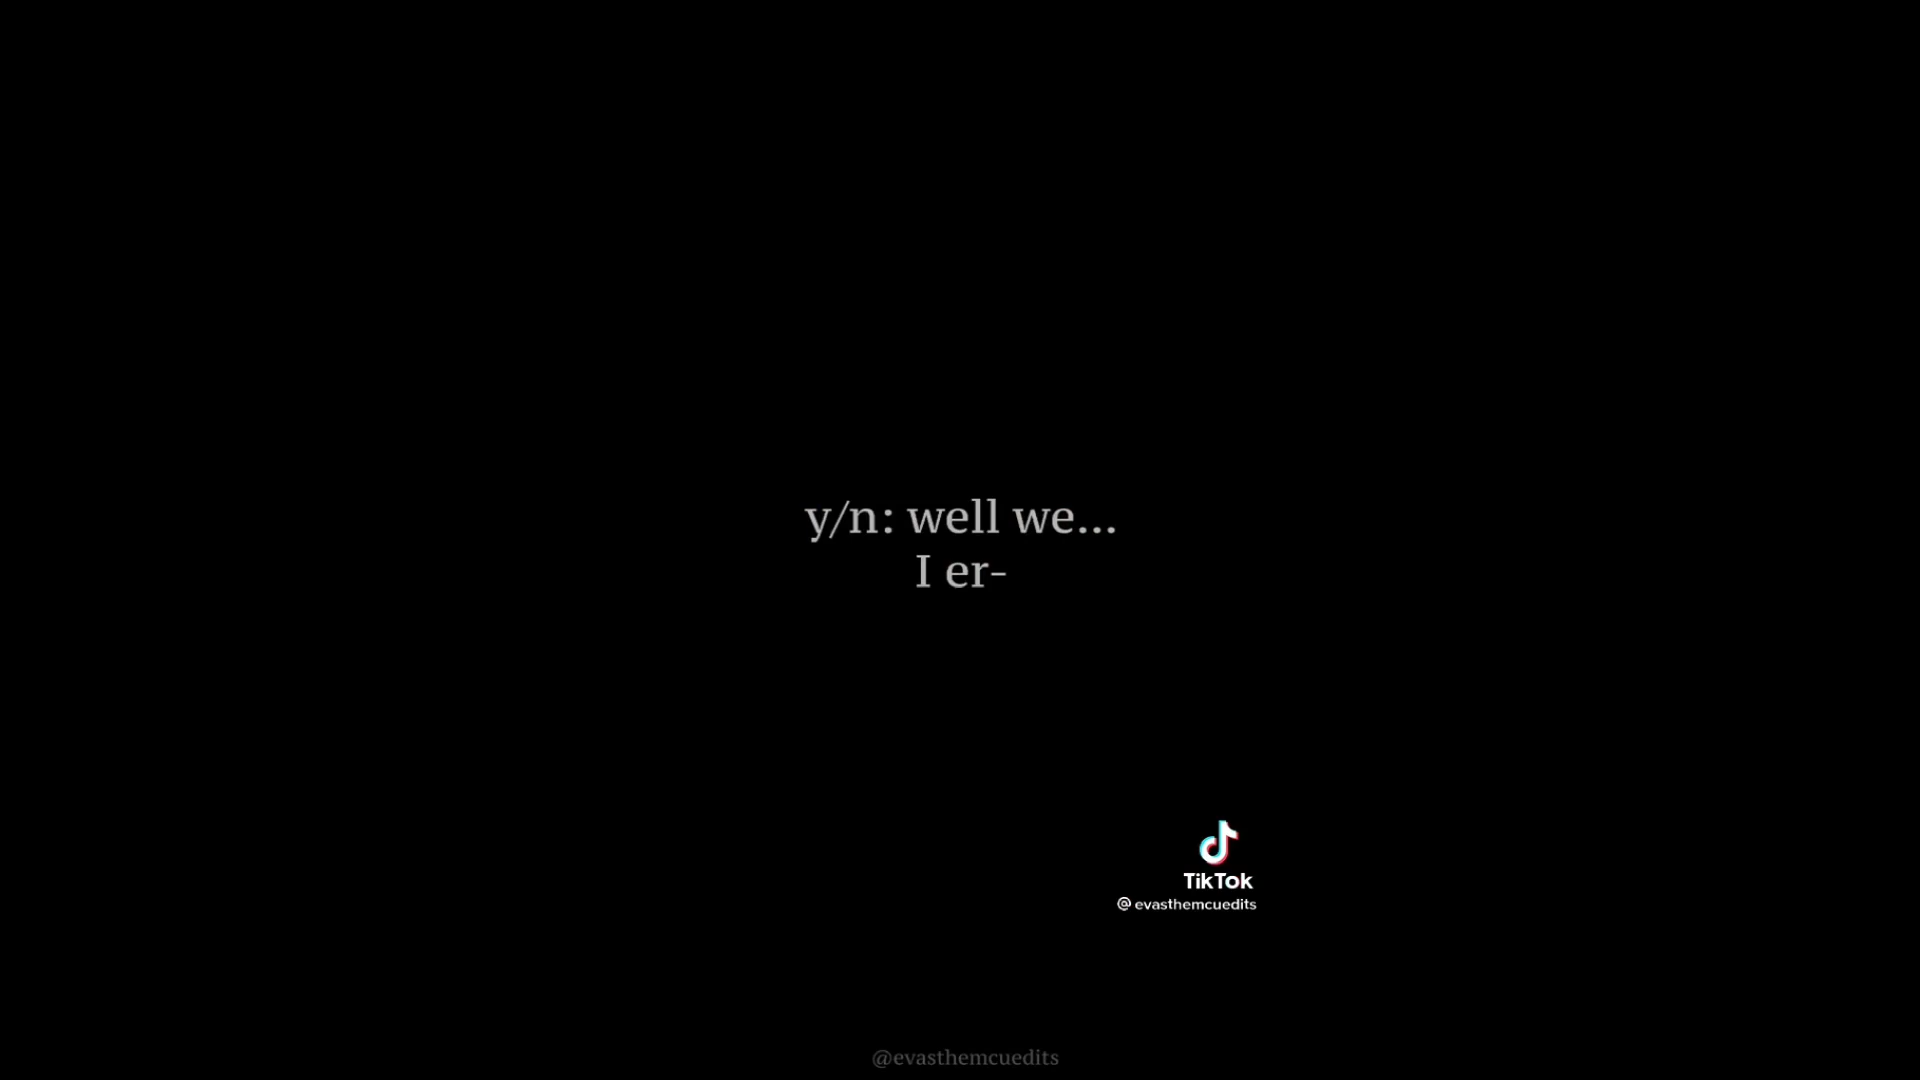 y/n: well we...
I er-
TikTok
@evasthemcuedits
@evasthemcuedits